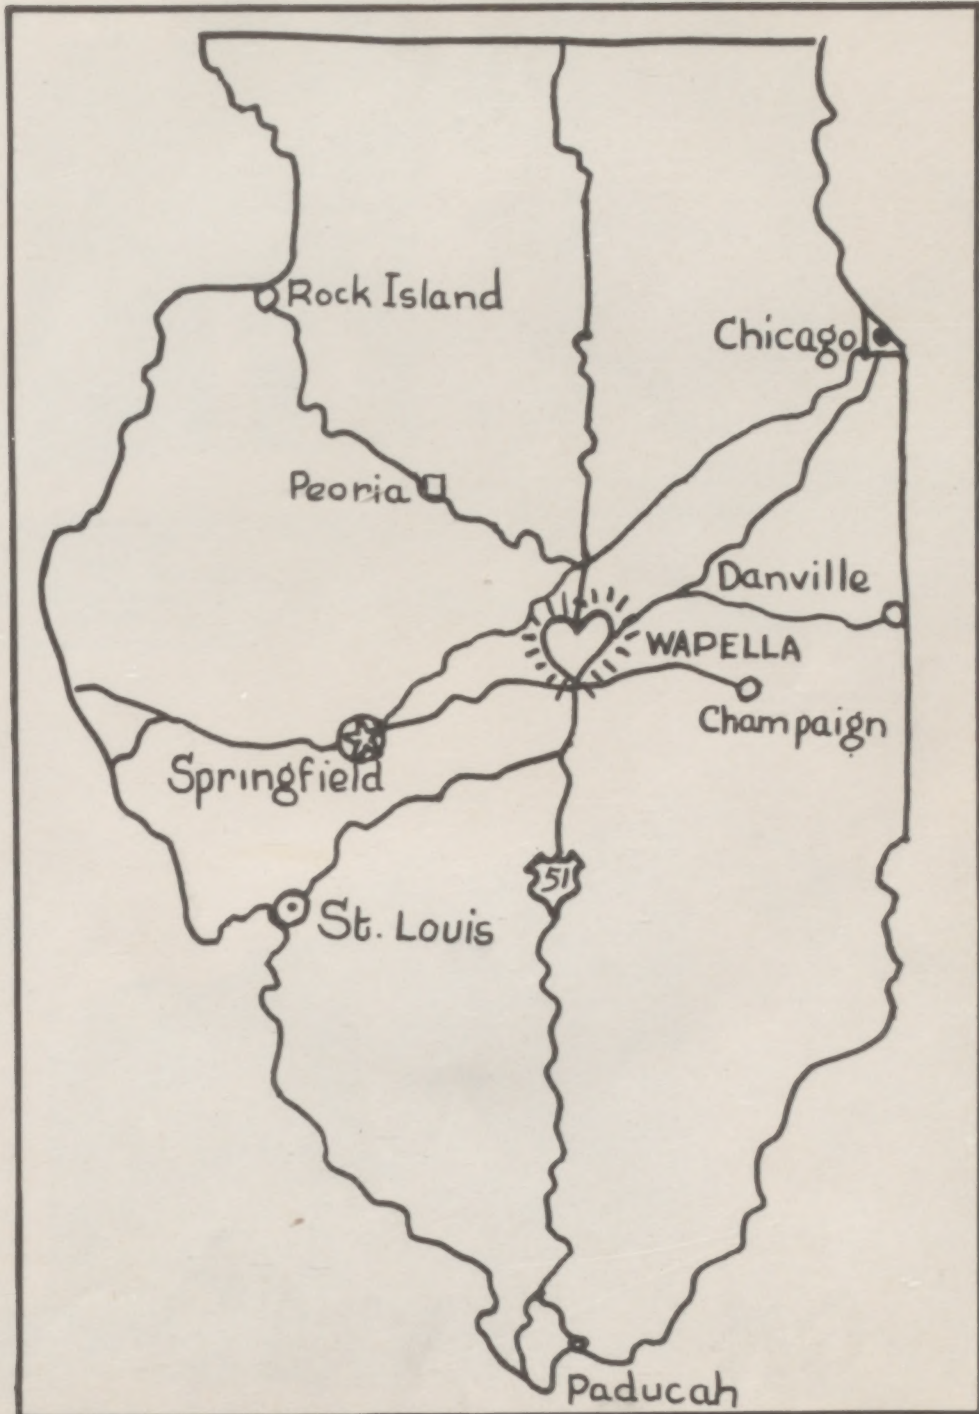 Rock Island
Chicago
Peoria
Danville
WAPELLA
Champaign
Springfield
51
St. Louis
Paducah